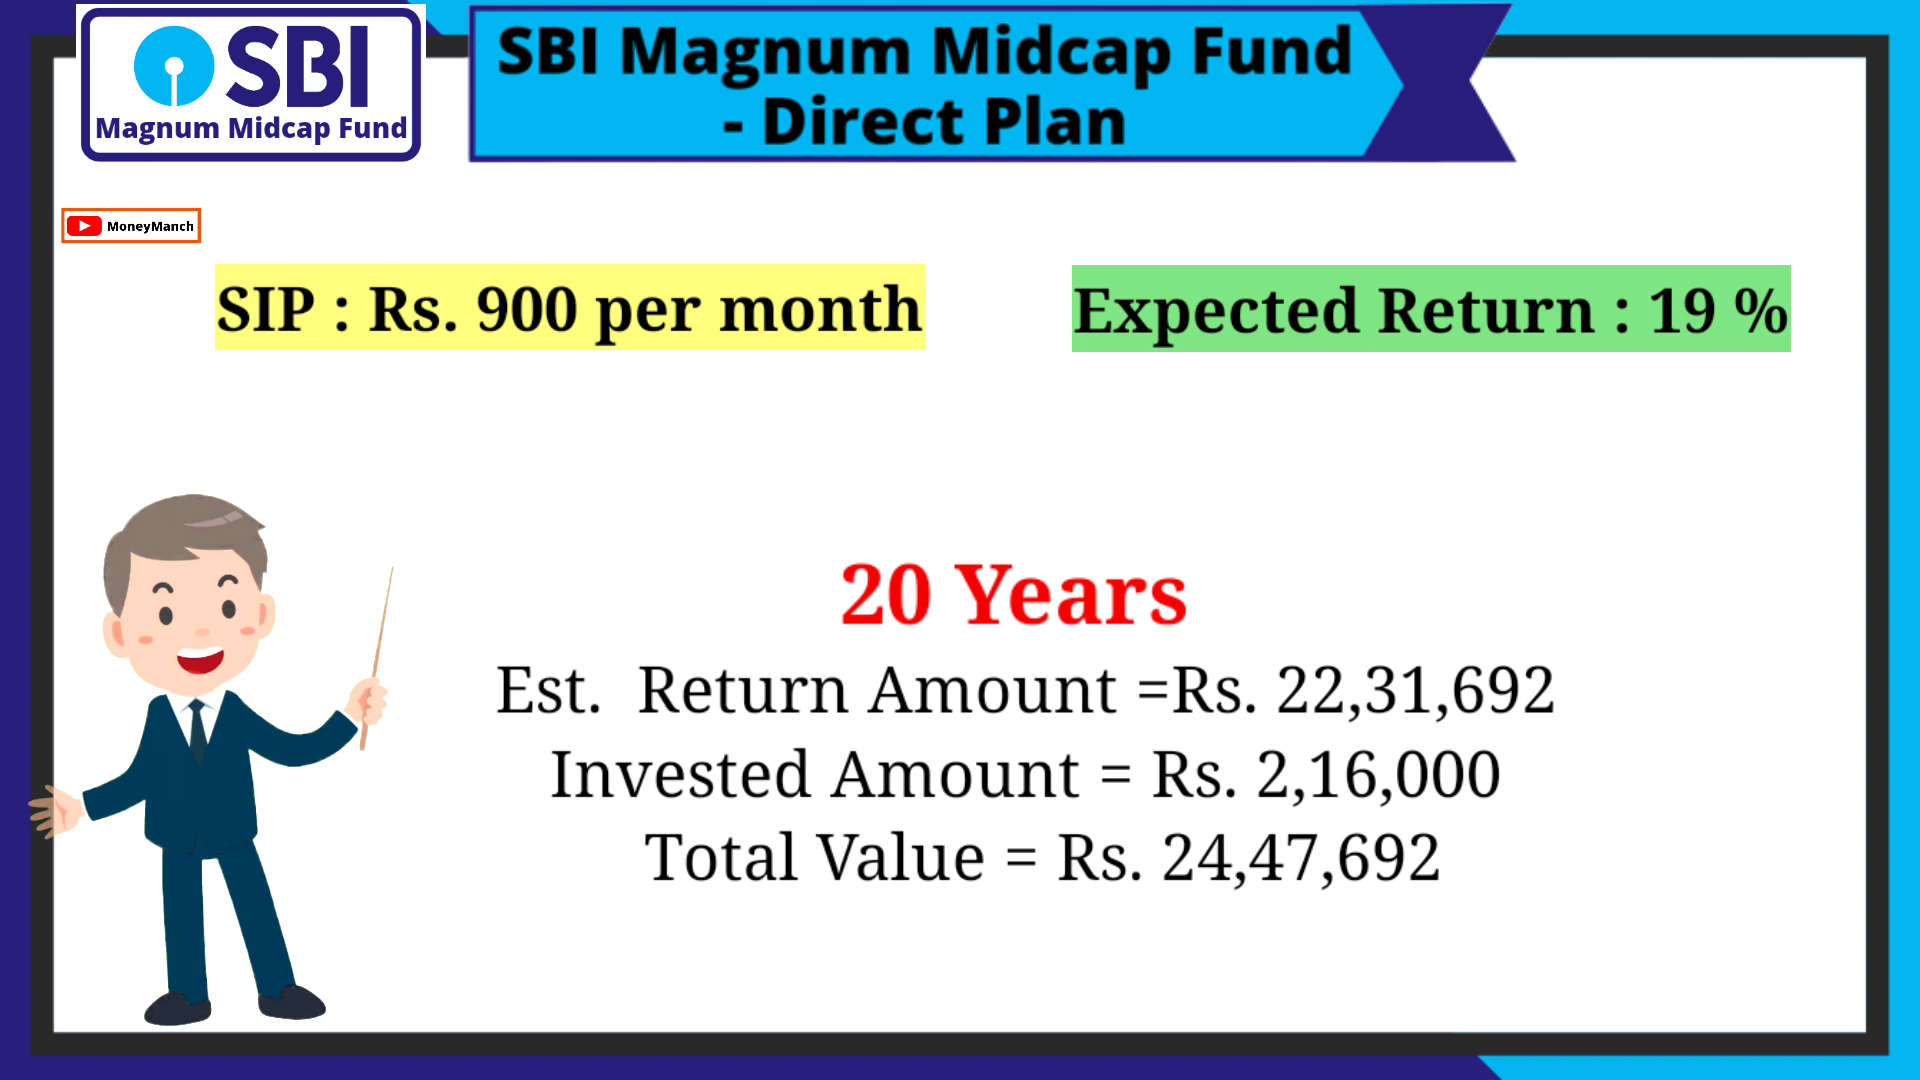 SBI
Magnum Midcap Fund
SBI Magnum Midcap Fund
- Direct Plan
MoneyManch
SIP : Rs. 900 per month
Expected Return : 19 %
20 Years
Est. Return Amount =Rs. 22,31,692
Invested Amount = Rs. 2,16,000
Total Value = Rs. 24,47,692